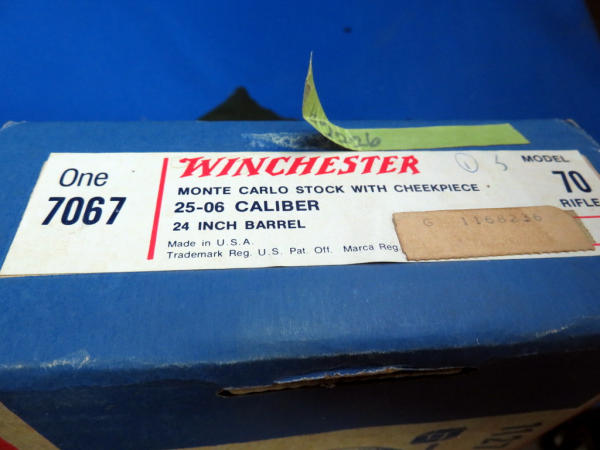 One
7067
WINCHESTER
MONTE CARLO STOCK WITH CHEEKPIECE
25-06 CALIBER
24 INCH BARREL
Made in U.S.A.
Trademark Reg. U.S. Pat. Off. Marca Reg.
MODEL
70
RIFLE
G 1168236